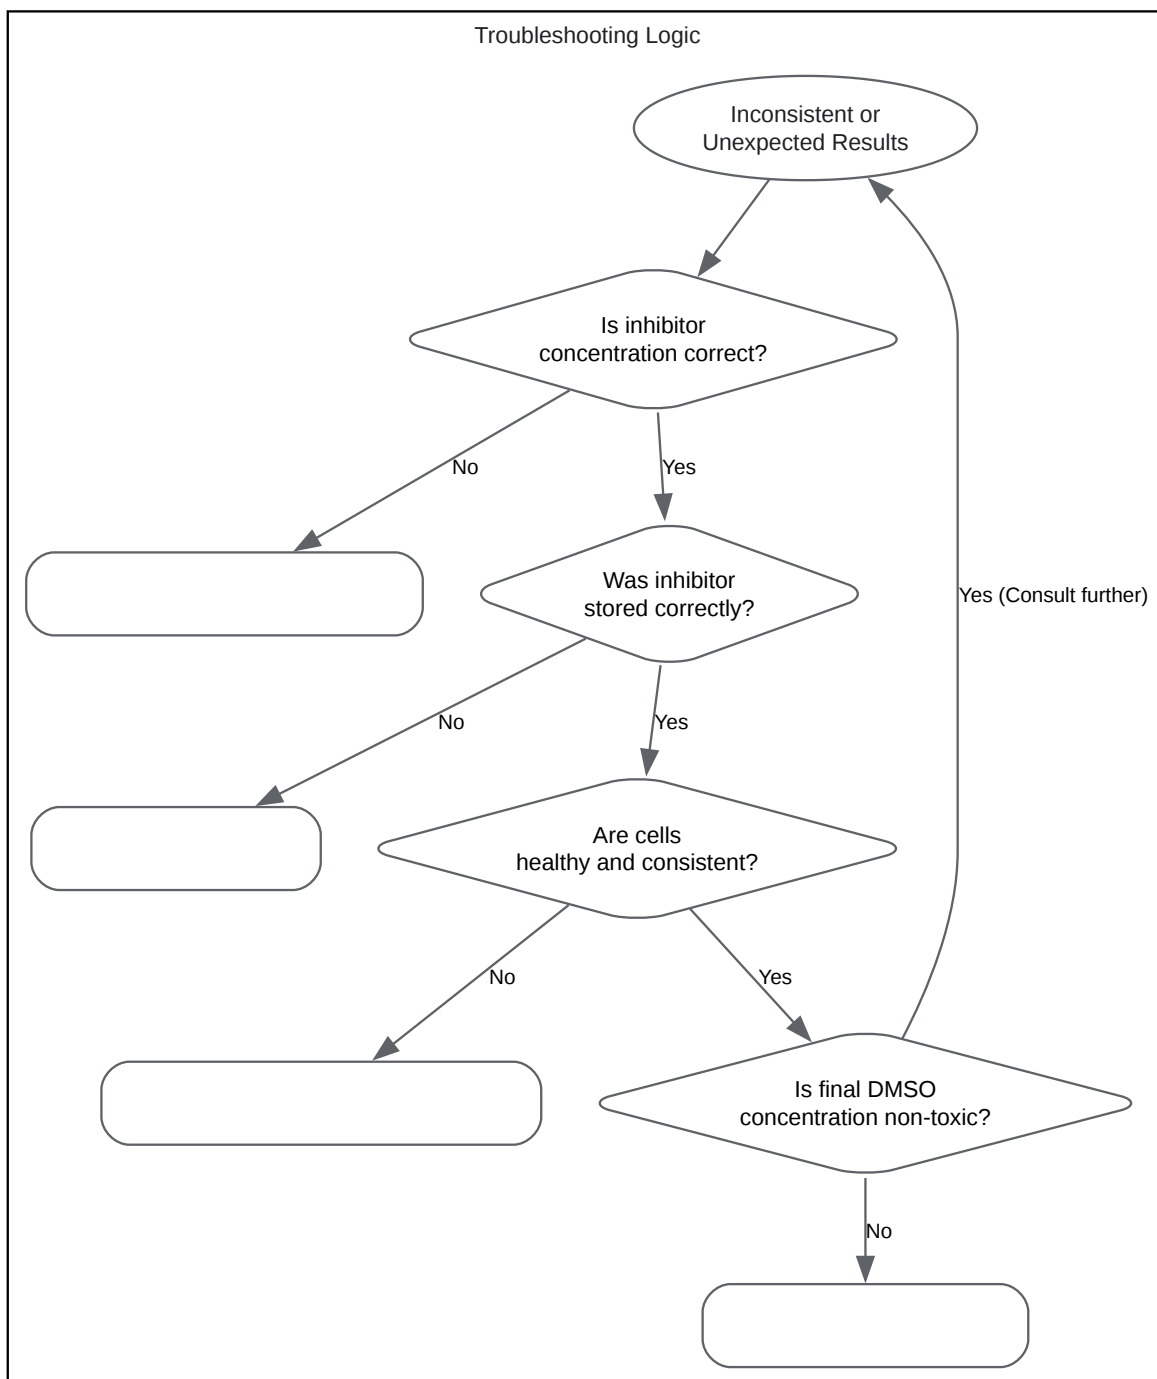 Troubleshooting Logic
Inconsistent or
Unexpected Results
Is inhibitor
concentration correct?
No
Yes
Was inhibitor
stored correctly?
Yes (Consult further)
No
Yes
Are cells
healthy and consistent?
No
Yes
Is final DMSO
concentration non-toxic?
No